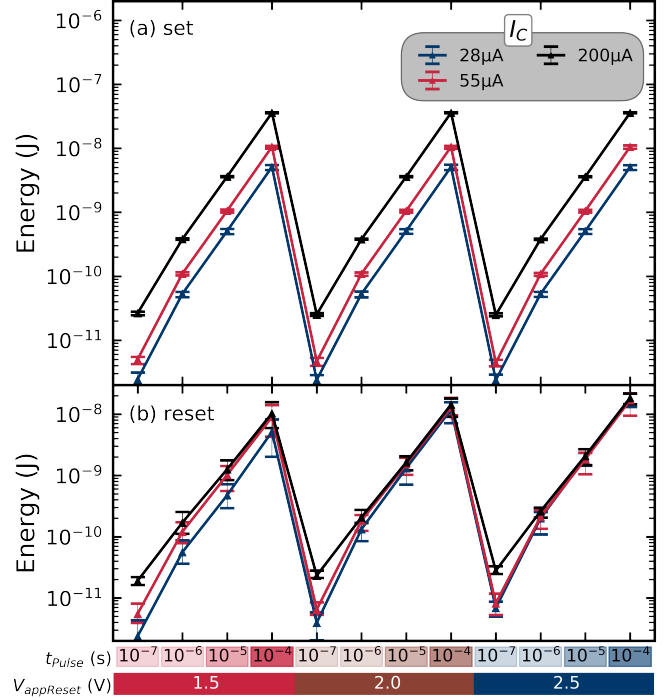 (a) set
I_C
28μA
200μA
55μA
Energy (J)
10⁻⁶
10⁻⁷
10⁻⁸
10⁻⁹
10⁻¹⁰
10⁻¹¹
(b) reset
Energy (J)
10⁻⁸
10⁻⁹
10⁻¹⁰
10⁻¹¹
t_Pulse (s) 10⁻⁷ 10⁻⁶ 10⁻⁵ 10⁻⁴ 10⁻⁷ 10⁻⁶ 10⁻⁵ 10⁻⁴ 10⁻⁷ 10⁻⁶ 10⁻⁵ 10⁻⁴
V_appReset (V) 1.5 2.0 2.5